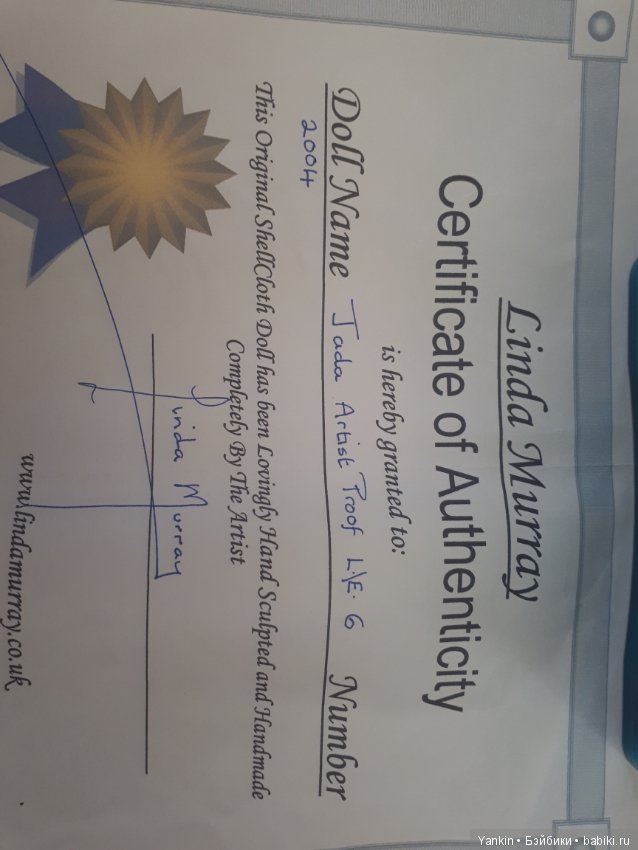 Linda Murray
Certificate of Authenticity
is hereby granted to:
Doll Name Jada Artist Proof L\E. 6 Number
2004
This Original ShellCloth Doll has been Lovingly Hand Sculpted and Handmade
Completely By The Artist
Linda Murray
www.lindamurray.co.uk
Yankin • Бэйбики • babiki.ru